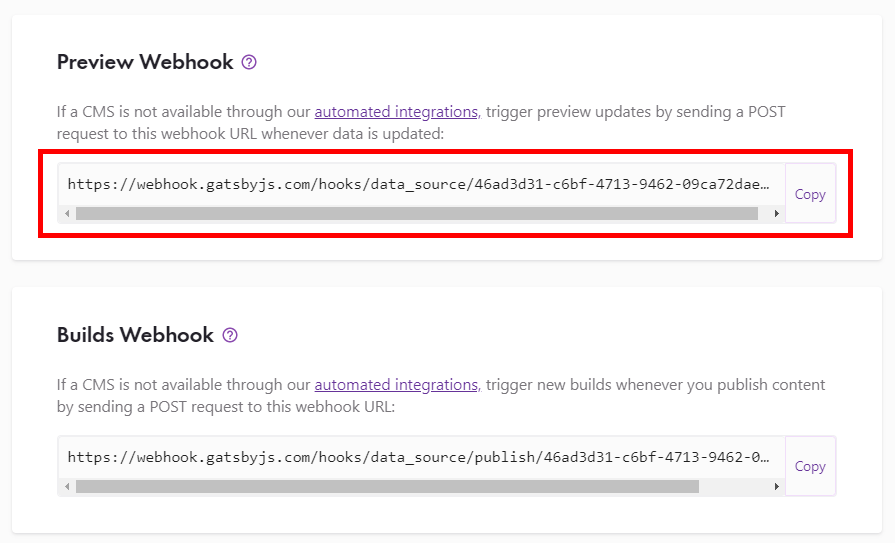 Preview Webhook ?
If a CMS is not available through our automated integrations, trigger preview updates by sending a POST
request to this webhook URL whenever data is updated:
https://webhook.gatsbyjs.com/hooks/data_source/46ad3d31-c6bf-4713-9462-09ca72dae…
Copy
Builds Webhook ?
If a CMS is not available through our automated integrations, trigger new builds whenever you publish content
by sending a POST request to this webhook URL:
https://webhook.gatsbyjs.com/hooks/data_source/publish/46ad3d31-c6bf-4713-9462-0…
Copy